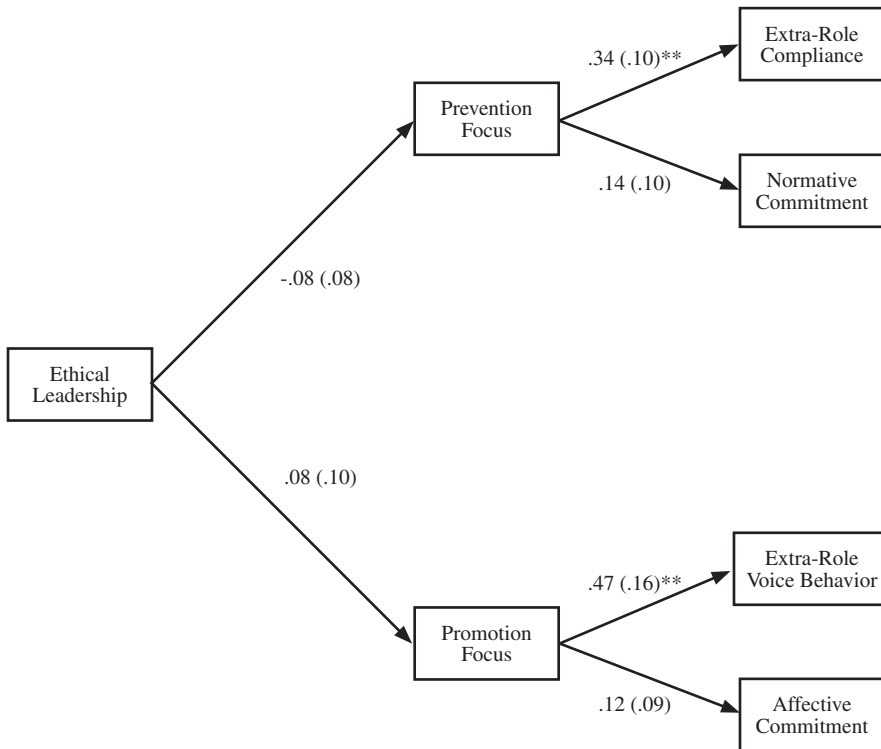 Extra-Role
Compliance
.34 (.10)**
Prevention
Focus
.14 (.10)
Normative
Commitment
-.08 (.08)
Ethical
Leadership
.08 (.10)
Extra-Role
Voice Behavior
.47 (.16)**
Promotion
Focus
.12 (.09)
Affective
Commitment